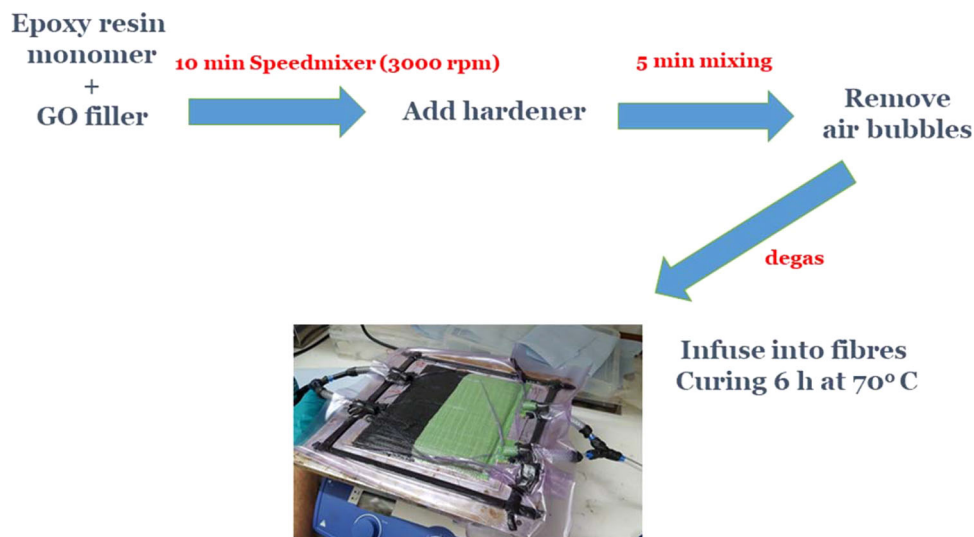 Epoxy resin
monomer
+
GO filler
10 min Speedmixer (3000 rpm)
Add hardener
5 min mixing
Remove
air bubbles
degas
Infuse into fibres
Curing 6 h at 70º C